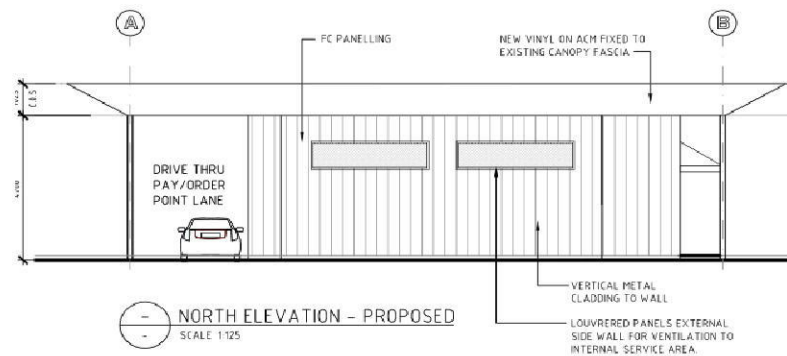 A
B
FC PANELLING
NEW VINYL ON ACM FIXED TO
EXISTING CANOPY FASCIA
C.O.S
DRIVE THRU
PAY/ORDER
POINT LANE
VERTICAL METAL
CLADDING TO WALL
NORTH ELEVATION - PROPOSED
SCALE 1:125
LOUVRERED PANELS EXTERNAL
SIDE WALL FOR VENTILATION TO
INTERNAL SERVICE AREA.